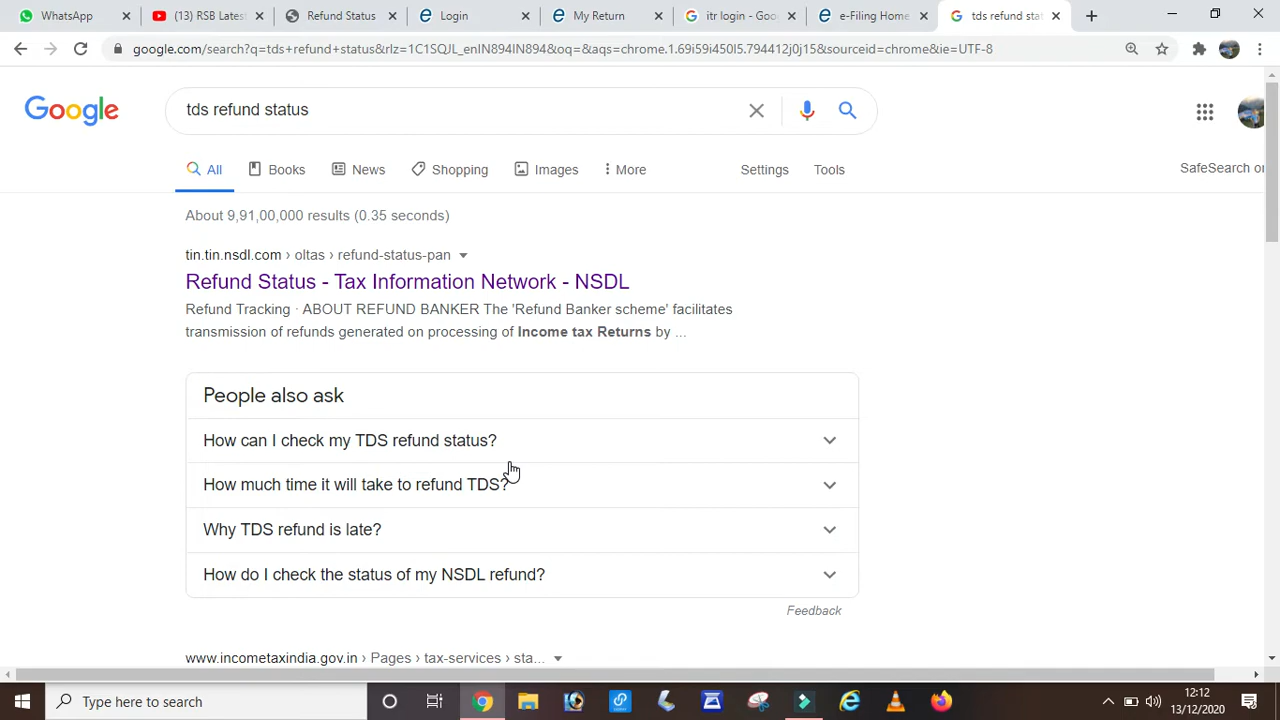 WhatsApp
(13) RSB Latest
Refund Status
Login
My Return
itr login - Goo
e-Filing Home
tds refund stat
google.com/search?q=tds+refund+status&rlz=1C1SQJL_enIN894IN894&oq=&aqs=chrome.1.69i59i450l5.794412j0j15&sourceid=chrome&ie=UTF-8
Google
tds refund status
All
Books
News
Shopping
Images
More
Settings
Tools
SafeSearch on
About 9,91,00,000 results (0.35 seconds)
tin.tin.nsdl.com › oltas › refund-status-pan
Refund Status - Tax Information Network - NSDL
Refund Tracking · ABOUT REFUND BANKER The 'Refund Banker scheme' facilitates
transmission of refunds generated on processing of Income tax Returns by ...
People also ask
How can I check my TDS refund status?
How much time it will take to refund TDS?
Why TDS refund is late?
How do I check the status of my NSDL refund?
Feedback
www.incometaxindia.gov.in › Pages › tax-services › sta...
Type here to search
12:12
13/12/2020